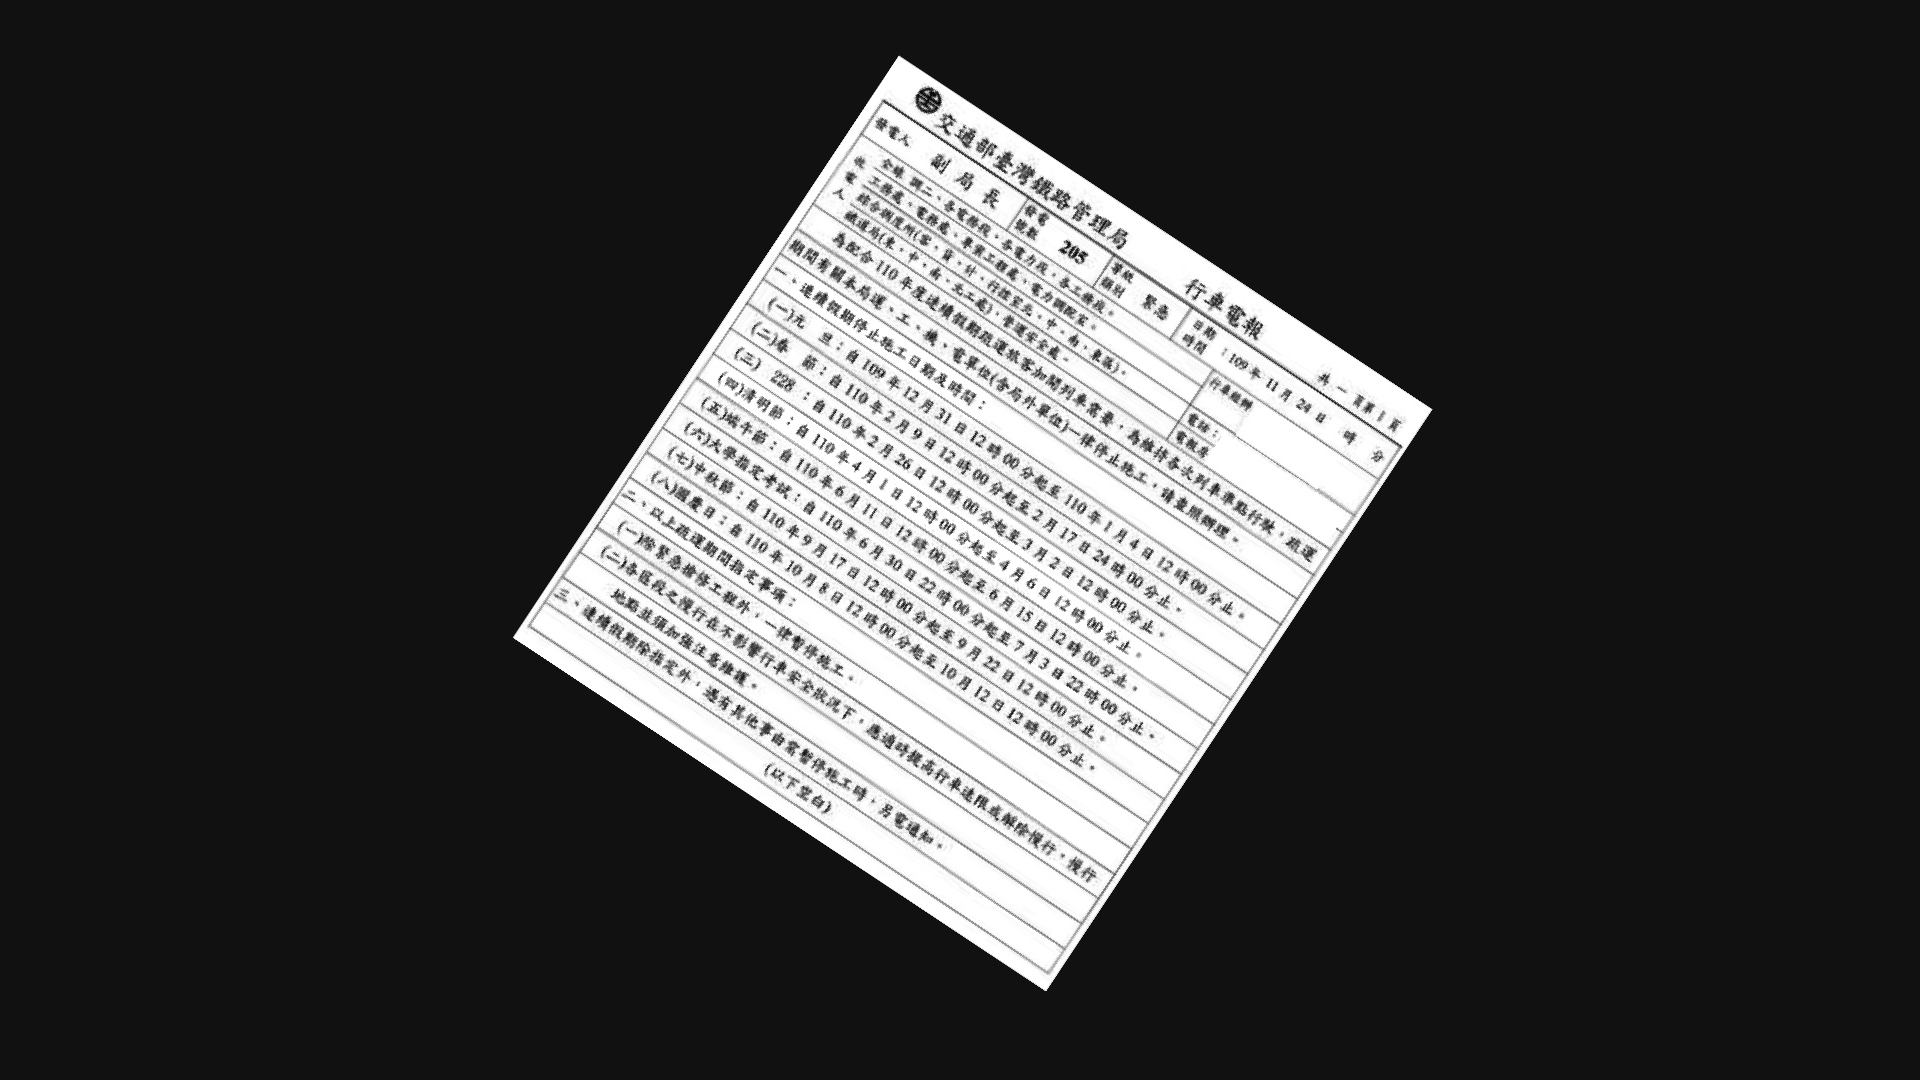 交通部臺灣鐵路管理局 行車電報
共一頁第1頁
發電人 副局長 發電號數 205 等級類別 緊急 日期時間：109年11月24日 時 分
收電人 全線 調二、各電務段、各電力段、各工務段。
工務處、電務處、專案工程處、電力調配室。
綜合調度所(客、貨、計、行控室北、中、南、東區)。
鐵道局(東、中、南、北工處)、營運安全處。
行車報辦
電話：
電報房
為配合110年度連續假期疏運旅客加開列車需要，為維持各次列車準點行駛，疏運
期間有關本局運、工、機、電單位(含局外單位)一律停止施工，請查照辦理。
一、連續假期停止施工日期及時間：
(一)元 旦：自109年12月31日12時00分起至110年1月4日12時00分止。
(二)春 節：自110年2月9日12時00分起至2月17日24時00分止。
(三) 228 ：自110年2月26日12時00分起至3月2日12時00分止。
(四)清明節：自110年4月1日12時00分起至4月6日12時00分止。
(五)端午節：自110年6月11日12時00分起至6月15日12時00分止。
(六)大學指定考試：自110年6月30日22時00分起至7月3日22時00分止。
(七)中秋節：自110年9月17日12時00分起至9月22日12時00分止。
(八)國慶日：自110年10月8日12時00分起至10月12日12時00分止。
二、以上疏運期間指定事項：
(一)除緊急搶修工程外，一律暫停施工。
(二)各區段之慢行在不影響行車安全狀況下，應適時提高行車速限或解除慢行，慢行
地點並須加強注意維護。
三、連續假期除指定外，遇有其他事由需暫停施工時，另電通知。
(以下空白)